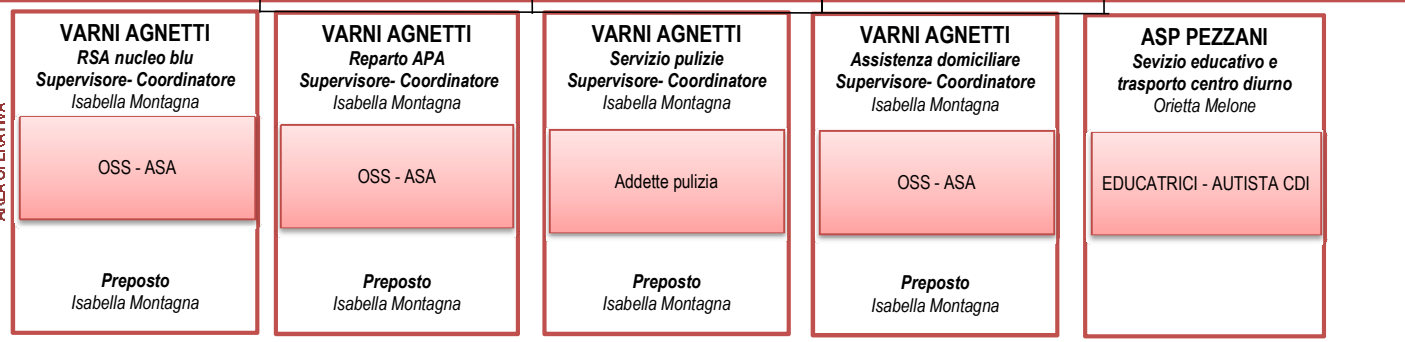 VARNI AGNETTI
RSA nucleo blu
Supervisore- Coordinatore
Isabella Montagna
OSS - ASA
Preposto
Isabella Montagna
VARNI AGNETTI
Reparto APA
Supervisore- Coordinatore
Isabella Montagna
OSS - ASA
Preposto
Isabella Montagna
VARNI AGNETTI
Servizio pulizie
Supervisore- Coordinatore
Isabella Montagna
Addette pulizia
Preposto
Isabella Montagna
VARNI AGNETTI
Assistenza domiciliare
Supervisore- Coordinatore
Isabella Montagna
OSS - ASA
Preposto
Isabella Montagna
ASP PEZZANI
Sevizio educativo e
trasporto centro diurno
Orietta Melone
EDUCATRICI - AUTISTA CDI